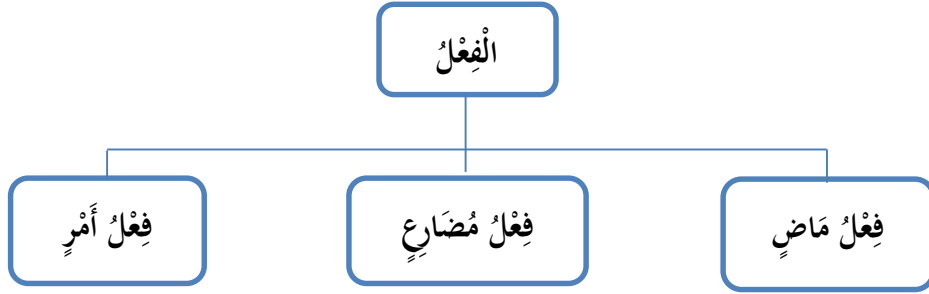 الْفِعْلُ
فِعْلُ مَاضٍ
فِعْلُ مُضَارِعٍ
فِعْلُ أَمْرٍ